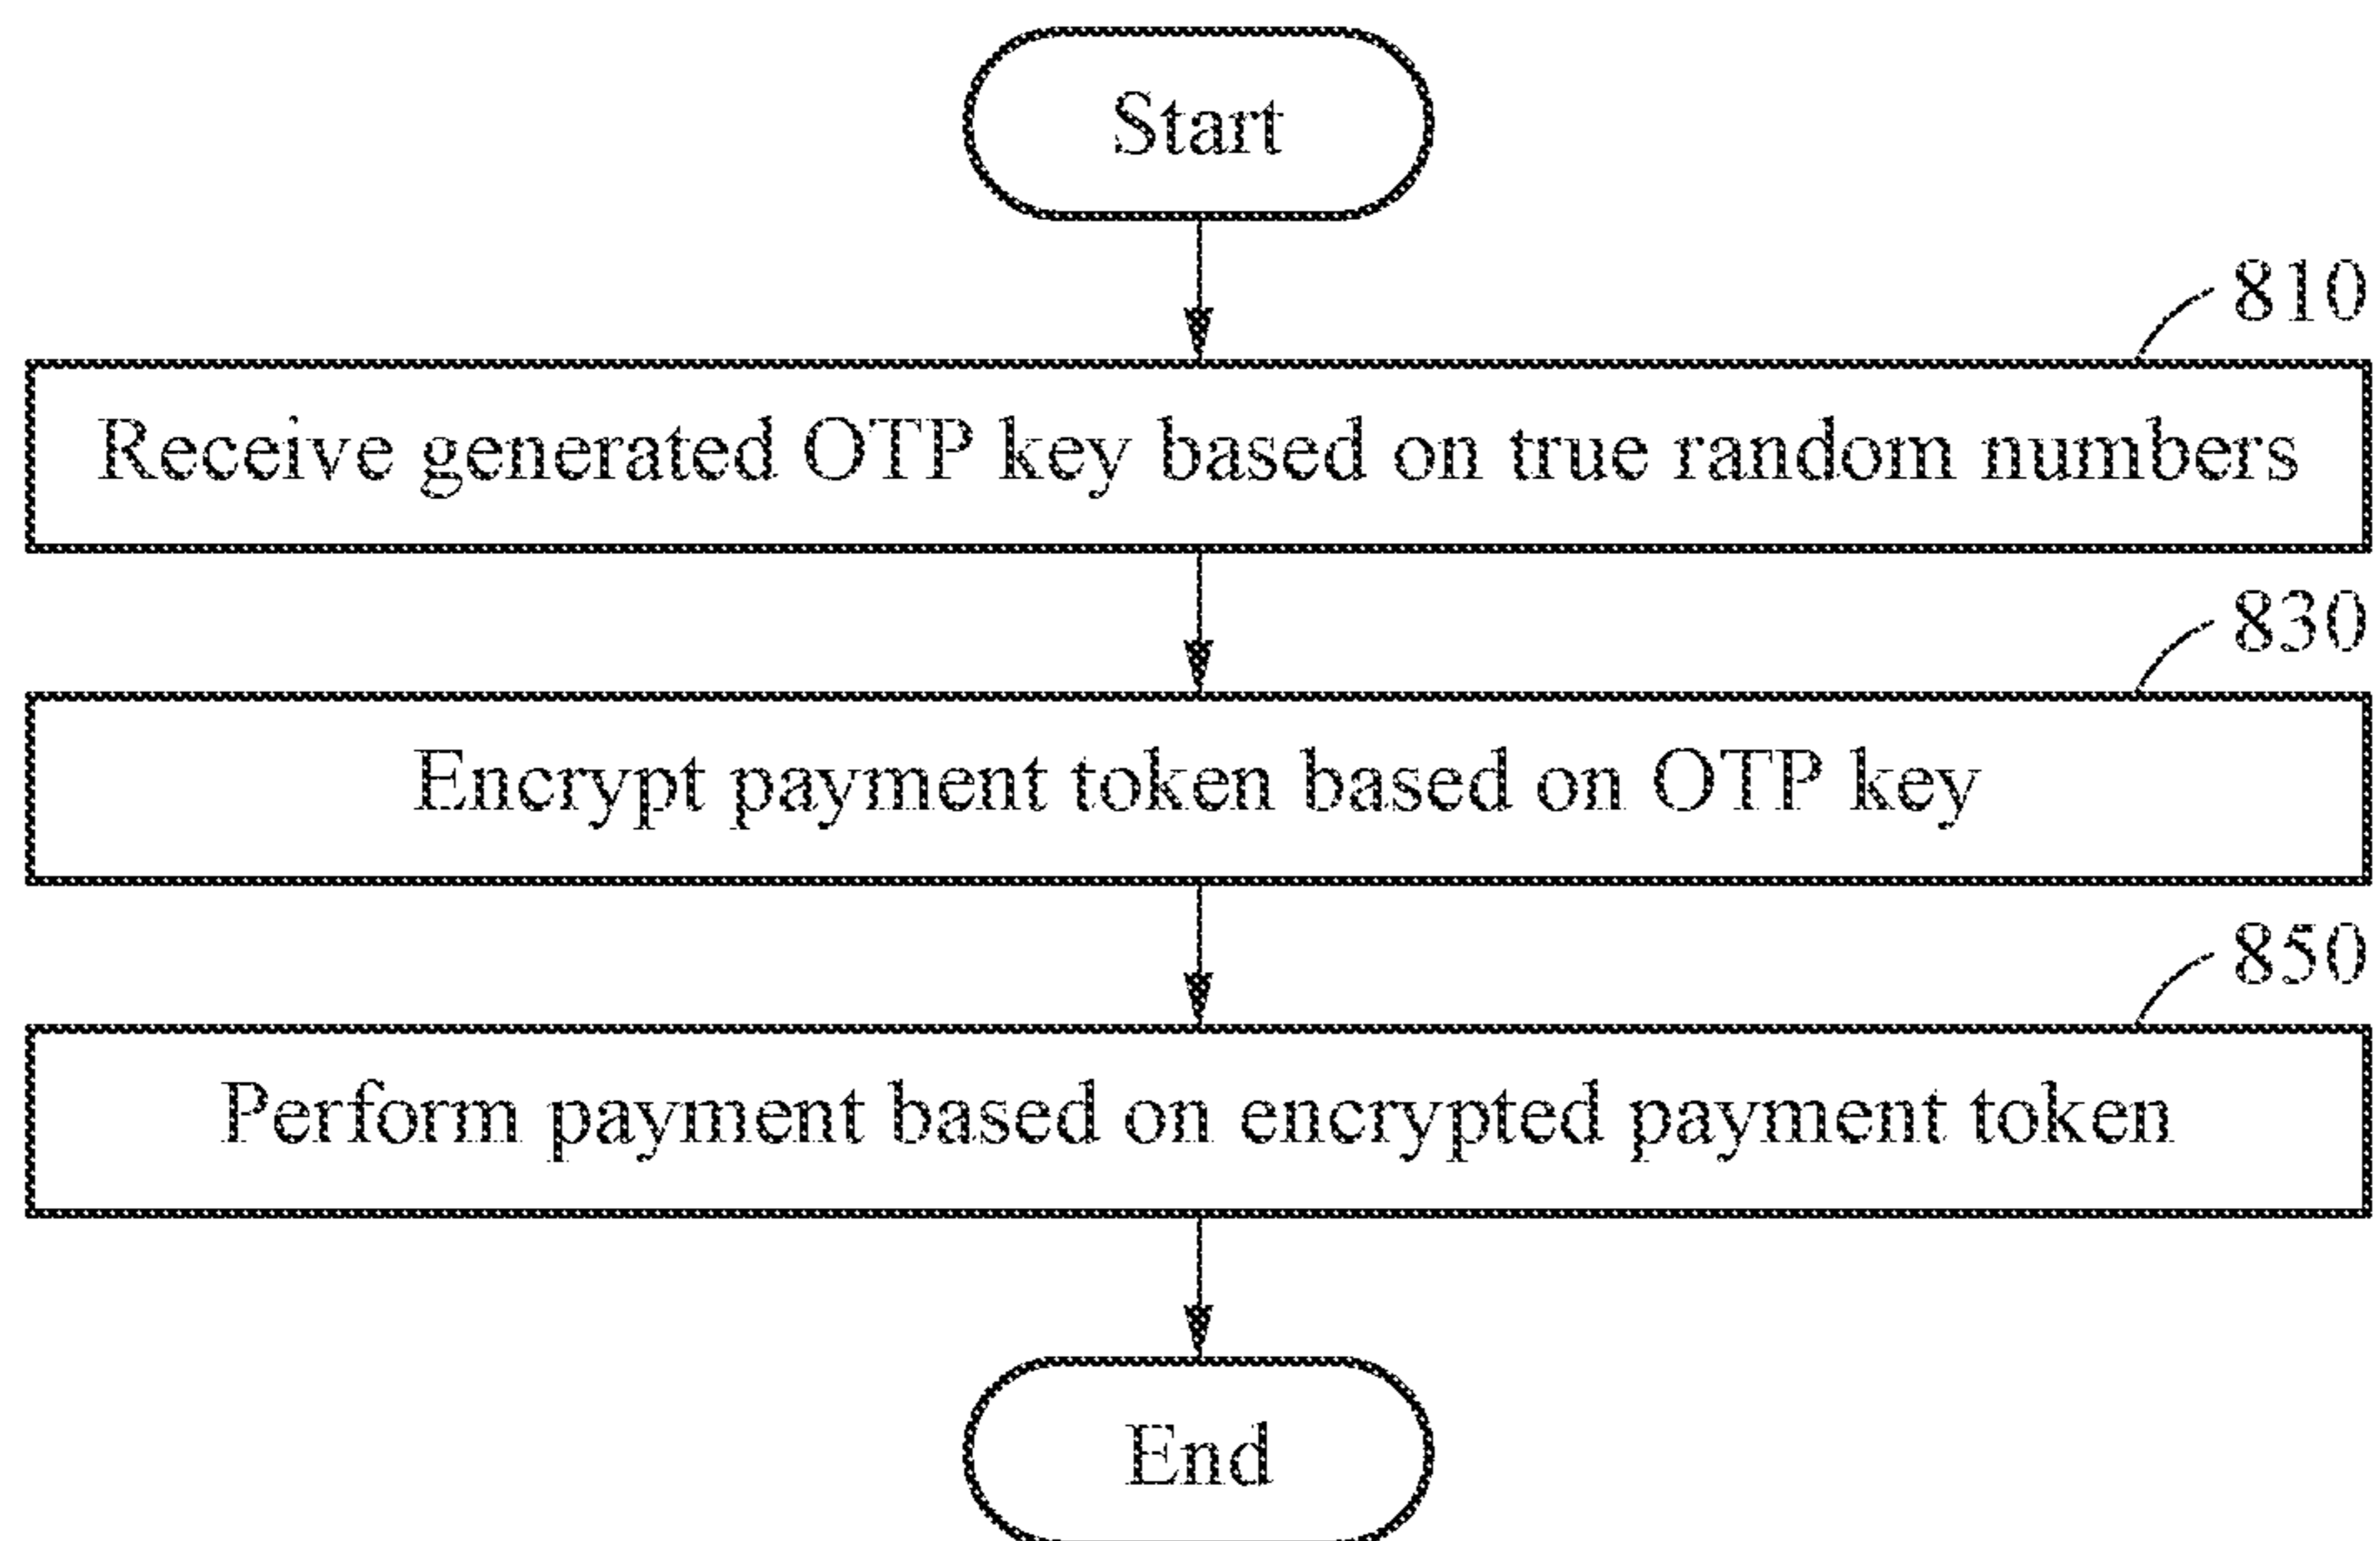 Start
810
Receive generated OTP key based on true random numbers
830
Encrypt payment token based on OTP key
850
Perform payment based on encrypted payment token
End